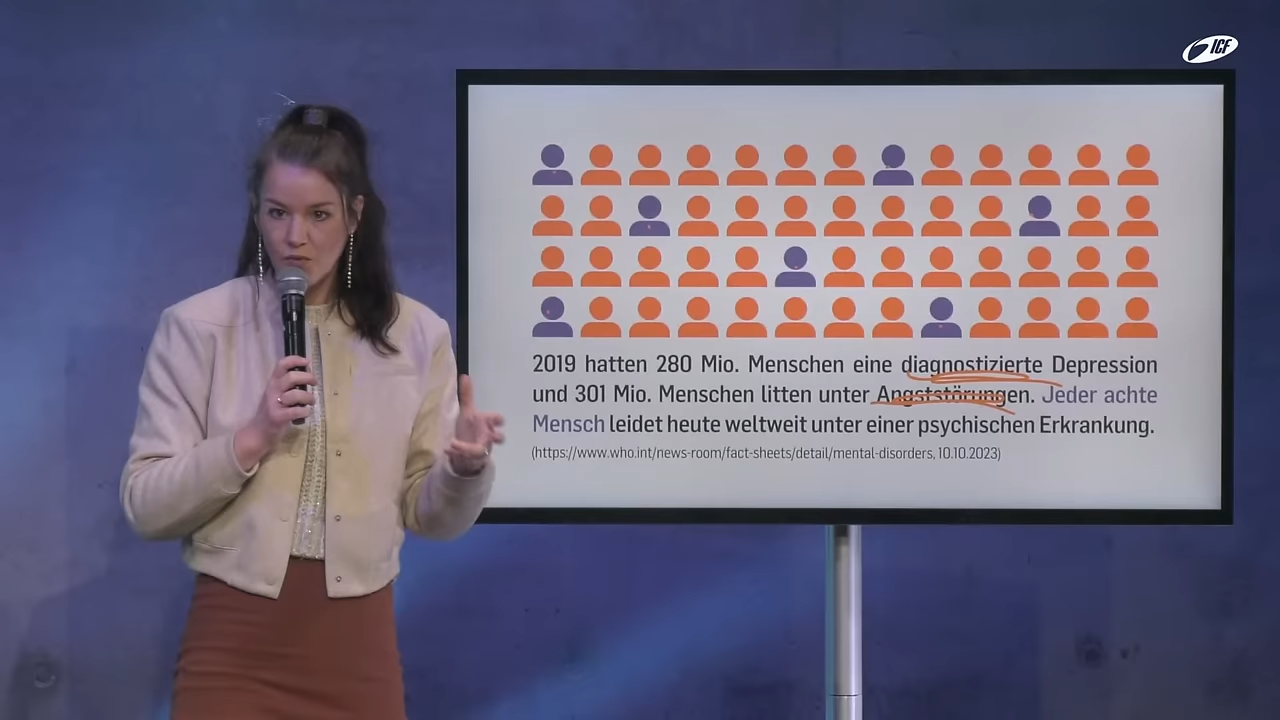 ICF
2019 hatten 280 Mio. Menschen eine diagnostizierte Depression
und 301 Mio. Menschen litten unter Angststörungen. Jeder achte
Mensch leidet heute weltweit unter einer psychischen Erkrankung.
(https://www.who.int/news-room/fact-sheets/detail/mental-disorders, 10.10.2023)